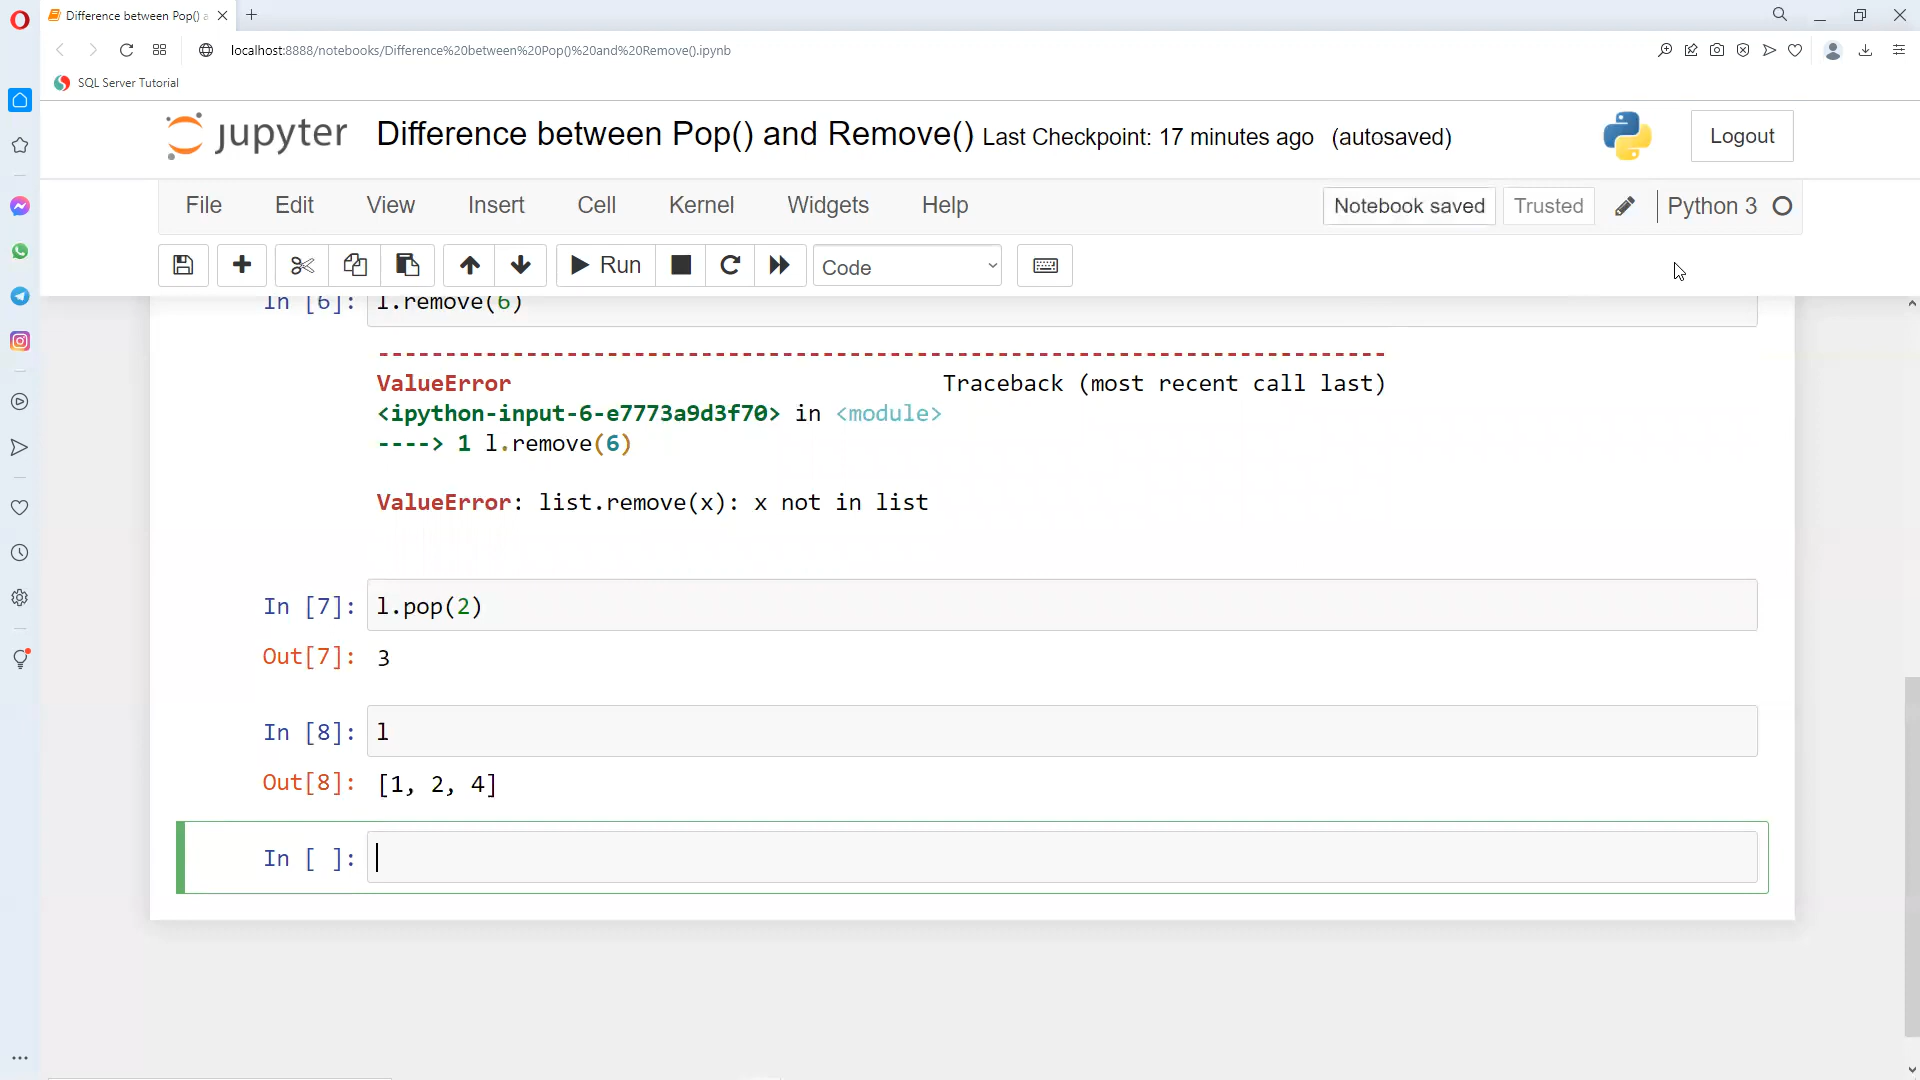 Difference between Pop() a
localhost:8888/notebooks/Difference%20between%20Pop()%20and%20Remove().ipynb
SQL Server Tutorial
jupyter Difference between Pop() and Remove() Last Checkpoint: 17 minutes ago (autosaved)
Logout
File Edit View Insert Cell Kernel Widgets Help Notebook saved Trusted Python 3
Run Code
In [6]: l.remove(6)
---------------------------------------------------------------------------
ValueError Traceback (most recent call last)
<ipython-input-6-e7773a9d3f70> in <module>
----> 1 l.remove(6)
ValueError: list.remove(x): x not in list
In [7]: l.pop(2)
Out[7]: 3
In [8]: l
Out[8]: [1, 2, 4]
In [ ]: